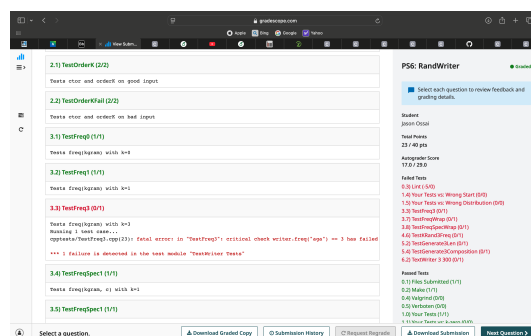 gradescope.com
Apple
Bing
Google
Yahoo
View Subm...
2.1) TestOrderK (2/2)
Tests ctor and orderK on good input
2.2) TestOrderKFail (2/2)
Tests ctor and orderK on bad input
3.1) TestFreq0 (1/1)
Tests freq(kgram) with k=0
3.2) TestFreq1 (1/1)
Tests freq(kgram) with k=1
3.3) TestFreq3 (0/1)
Tests freq(kgram) with k=3
Running 1 test case...
cpptests/TestFreq3.cpp(23): fatal error: in "TestFreq3": critical check writer.freq("aga") == 3 has failed
*** 1 failure is detected in the test module "TextWriter Tests"
3.4) TestFreqSpec1 (1/1)
Tests freq(kgram, c) with k=1
3.5) TestFreqSpec1 (1/1)
PS6: RandWriter
Graded
Select each question to review feedback and
grading details.
Student
Jason Ossai
Total Points
23 / 40 pts
Autograder Score
17.0 / 29.0
Failed Tests
0.3) Lint (-5/0)
1.4) Your Tests vs: Wrong Start (0/0)
1.5) Your Tests vs: Wrong Distribution (0/0)
3.3) TestFreq3 (0/1)
3.7) TestFreqWrap (0/1)
3.8) TestFreqSpecWrap (0/1)
4.6) TestKRand3Freq (0/1)
5.2) TestGenerate3Len (0/1)
5.4) TestGenerate3Composition (0/1)
6.2) TextWriter 3 300 (0/1)
Passed Tests
0.1) Files Submitted (1/1)
0.2) Make (1/1)
0.4) Valgrind (0/0)
0.5) Verboten (0/0)
1.0) Your Tests (1/1)
Select a question.
Download Graded Copy
Submission History
Request Regrade
Download Submission
Next Question >